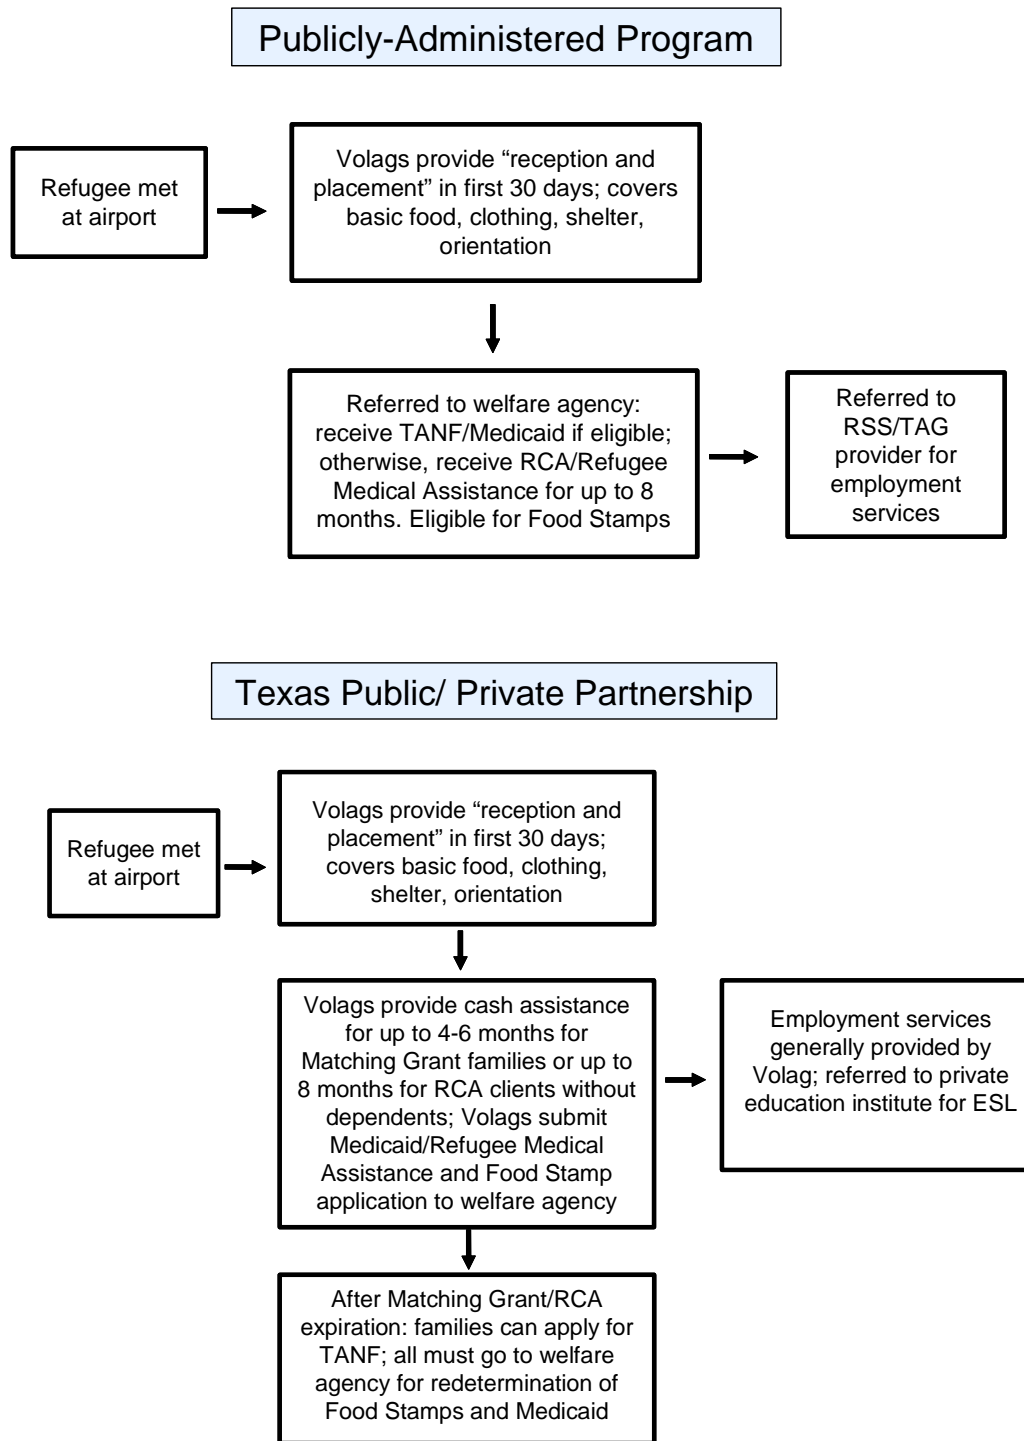 Publicly-Administered Program
Refugee met
at airport
Volags provide “reception and
placement” in first 30 days; covers
basic food, clothing, shelter,
orientation
Referred to welfare agency:
receive TANF/Medicaid if eligible;
otherwise, receive RCA/Refugee
Medical Assistance for up to 8
months. Eligible for Food Stamps
Referred to
RSS/TAG
provider for
employment
services
Texas Public/ Private Partnership
Refugee met
at airport
Volags provide “reception and
placement” in first 30 days;
covers basic food, clothing,
shelter, orientation
Volags provide cash assistance
for up to 4-6 months for
Matching Grant families or up to
8 months for RCA clients without
dependents; Volags submit
Medicaid/Refugee Medical
Assistance and Food Stamp
application to welfare agency
Employment services
generally provided by
Volag; referred to private
education institute for ESL
After Matching Grant/RCA
expiration: families can apply for
TANF; all must go to welfare
agency for redetermination of
Food Stamps and Medicaid